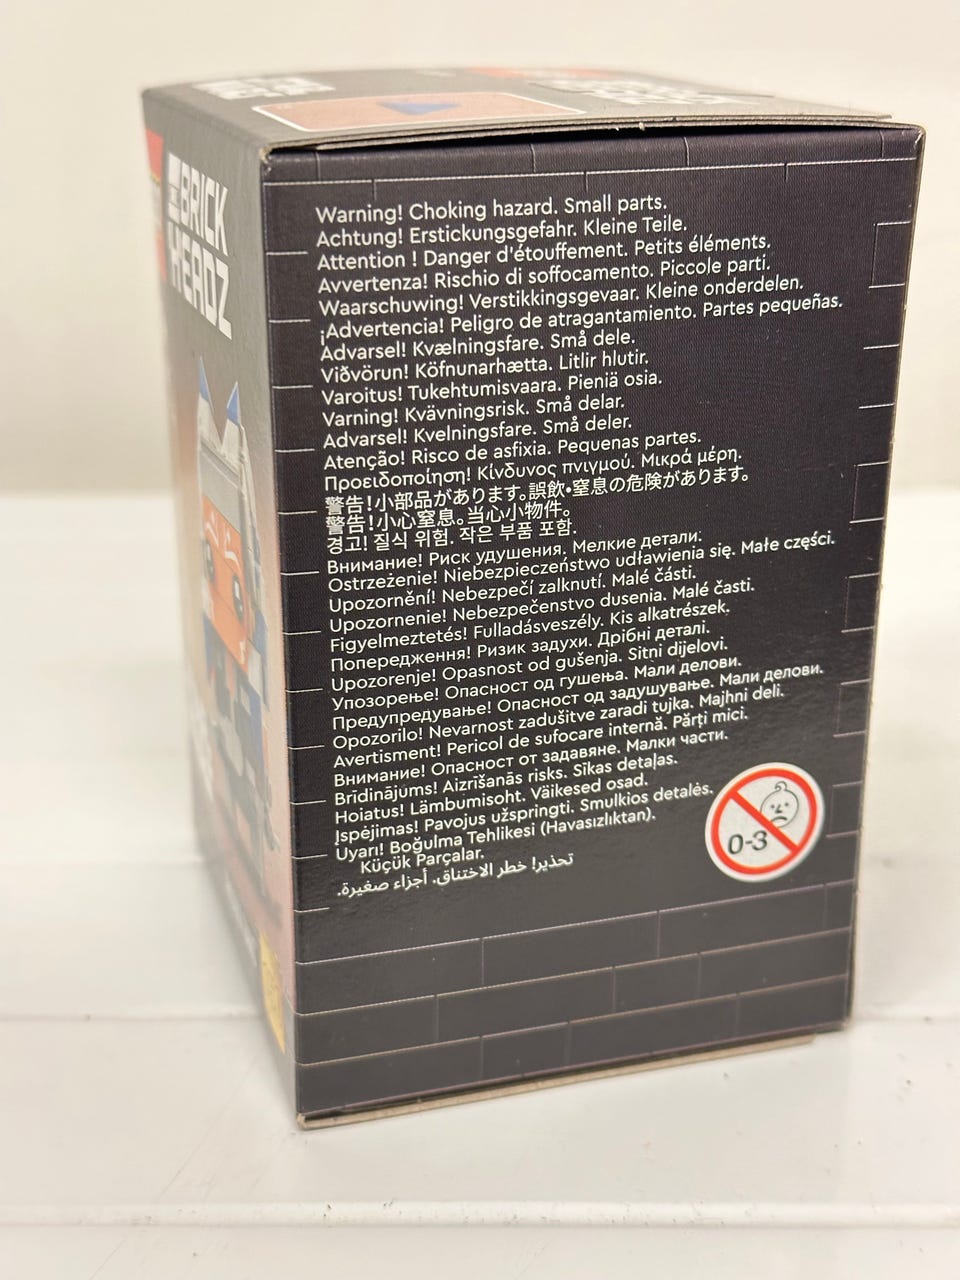 BRICK
HEADZ
Warning! Choking hazard. Small parts.
Achtung! Erstickungsgefahr. Kleine Teile.
Attention ! Danger d'étouffement. Petits éléments.
Avvertenza! Rischio di soffocamento. Piccole parti.
Waarschuwing! Verstikkingsgevaar. Kleine onderdelen.
¡Advertencia! Peligro de atragantamiento. Partes pequeñas.
Advarsel! Kvælningsfare. Små dele.
Viðvörun! Köfnunarhætta. Litlir hlutir.
Varoitus! Tukehtumisvaara. Pieniä osia.
Varning! Kvävningsrisk. Små delar.
Advarsel! Kvelningsfare. Små deler.
Atenção! Risco de asfixia. Pequenas partes.
Προειδοποίηση! Κίνδυνος πνιγμού. Μικρά μέρη.
警告！小部品があります。誤飲・窒息の危険があります。
警告！小心窒息。当心小物件。
경고! 질식 위험. 작은 부품 포함.
Внимание! Риск удушения. Мелкие детали.
Ostrzeżenie! Niebezpieczeństwo udławienia się. Małe części.
Upozornění! Nebezpečí zalknutí. Malé části.
Upozornenie! Nebezpečenstvo dusenia. Malé časti.
Figyelmeztetés! Fulladásveszély. Kis alkatrészek.
Попередження! Ризик задухи. Дрібні деталі.
Upozorenje! Opasnost od gušenja. Sitni dijelovi.
Упозорење! Опасност од гушења. Мали делови.
Предупредување! Опасност од задушување. Мали делови.
Opozorilo! Nevarnost zadušitve zaradi tujka. Majhni deli.
Avertisment! Pericol de sufocare internă. Părți mici.
Внимание! Опасност от задавяне. Малки части.
Brīdinājums! Aizrīšanās risks. Sīkas detaļas.
Hoiatus! Lämbumisoht. Väikesed osad.
Įspėjimas! Pavojus užspringti. Smulkios detalės.
Uyarı! Boğulma Tehlikesi (Havasızlıktan).
Küçük Parçalar.
تحذير! خطر الاختناق. أجزاء صغيرة.
0-3